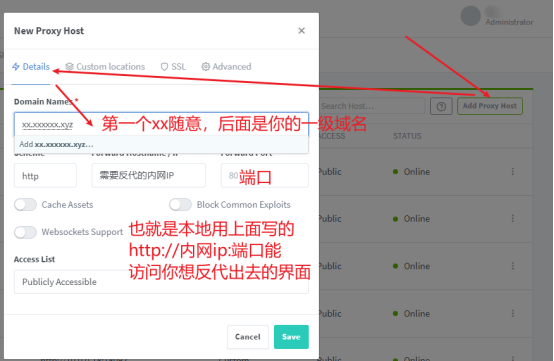 Administrator
New Proxy Host
×
Details
Custom locations
SSL
Advanced
Search Host…
Add Proxy Host
Domain Names *
xx.xxxxxx.xyz
第一个xx随意，后面是你的一级域名
Add xx.xxxxxx.xyz...
ACCESS
STATUS
Scheme
Forward Hostname / IP
Forward Port
http
需要反代的内网IP
80
端口
Public
Online
Cache Assets
Block Common Exploits
Websockets Support
也就是本地用上面写的
http://内网ip:端口能
访问你想反代出去的界面
Public
Online
Access List
Publicly Accessible
Public
Online
Cancel
Save
Public
Online